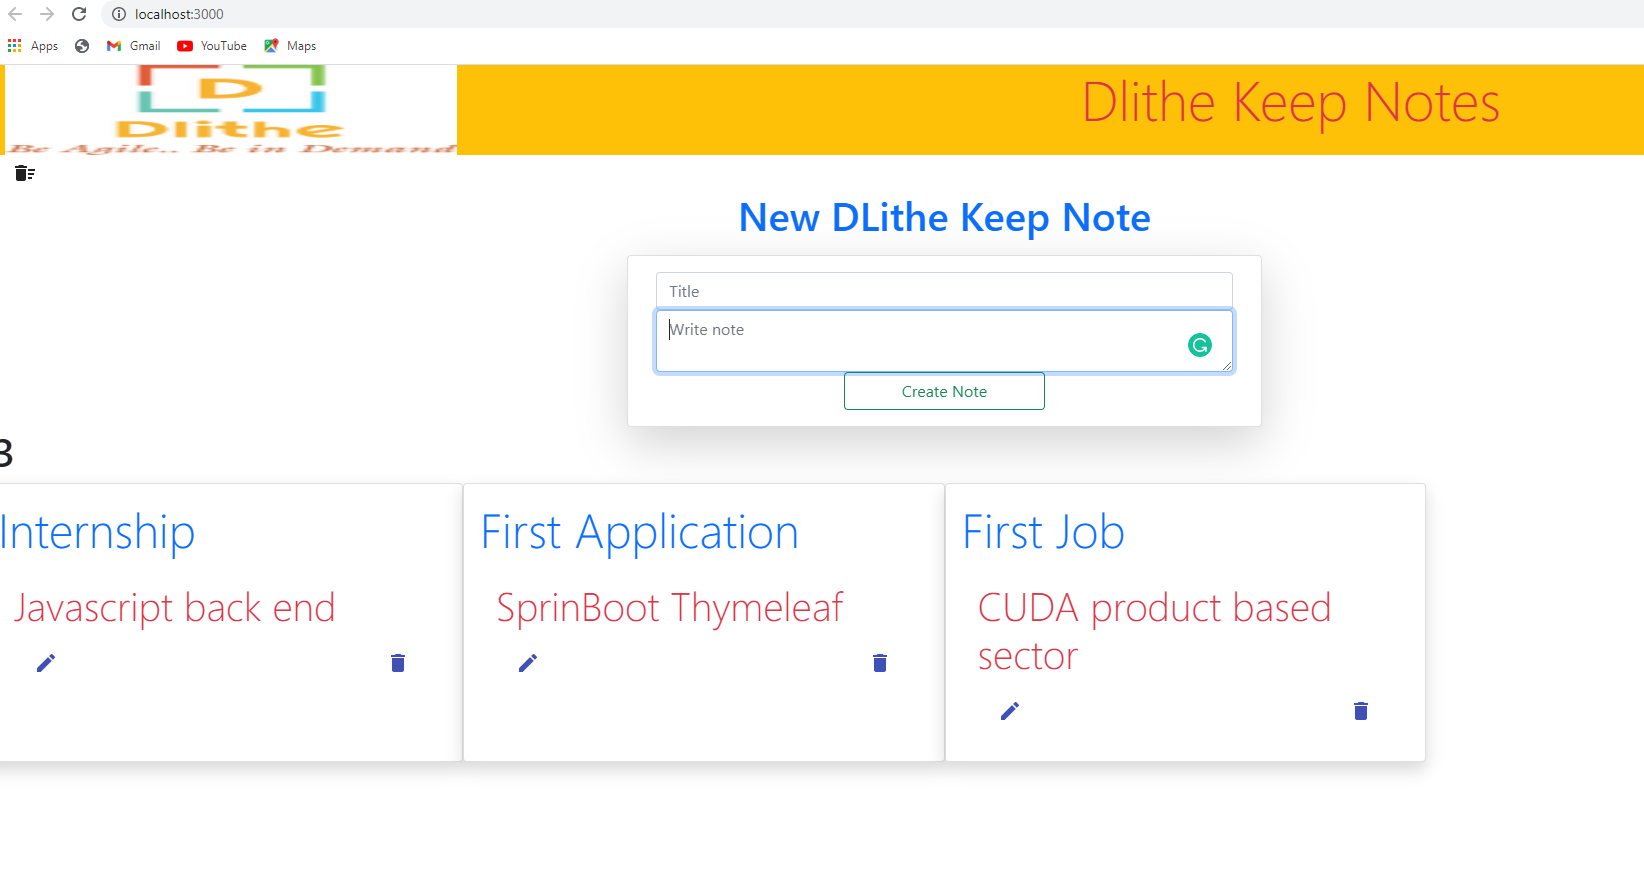 localhost:3000
Apps Gmail YouTube Maps
D
Dlithe
Be Agile.. Be in Demand
Dlithe Keep Notes
New DLithe Keep Note
Title
Write note
Create Note
3
Internship
Javascript back end
First Application
SprinBoot Thymeleaf
First Job
CUDA product based
sector